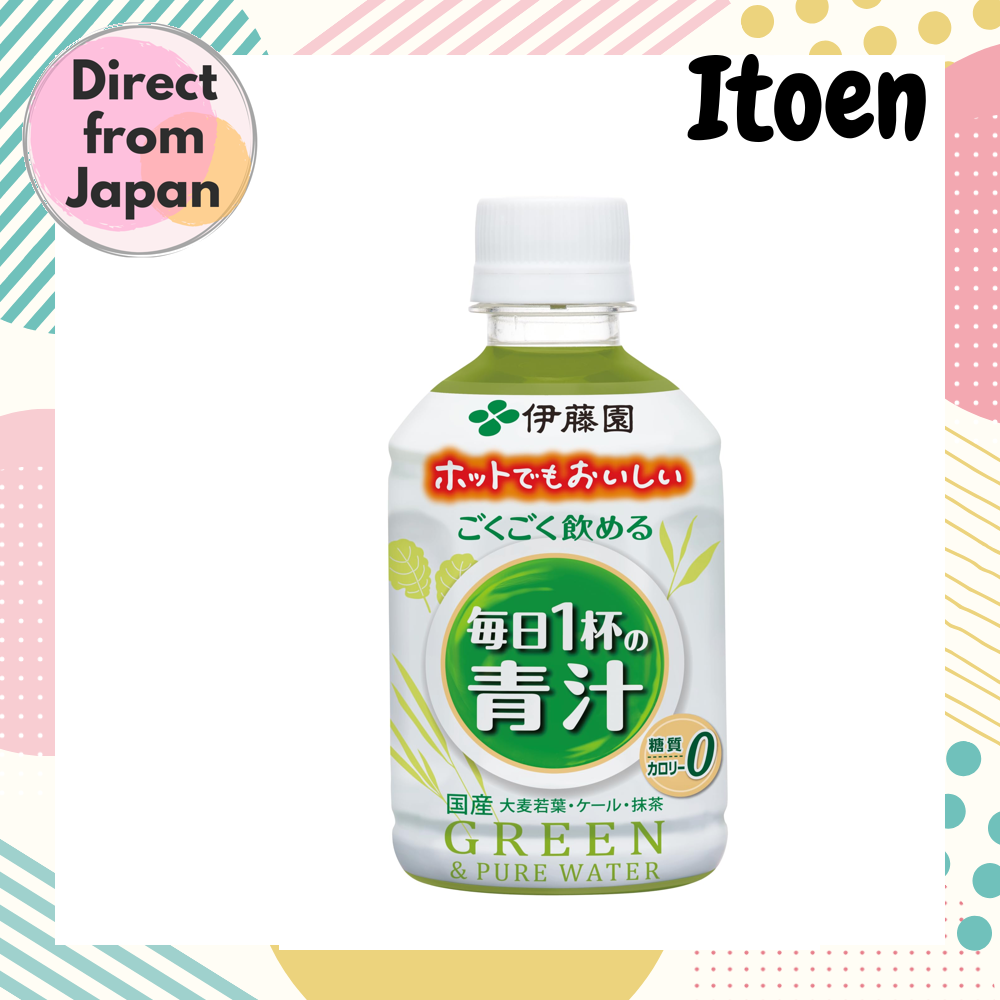 Direct
from
Japan
Itoen
伊藤園
ホットでもおいしい
ごくごく飲める
毎日1杯の
青汁
糖質
カロリー0
国産 大麦若葉・ケール・抹茶
GREEN
& PURE WATER